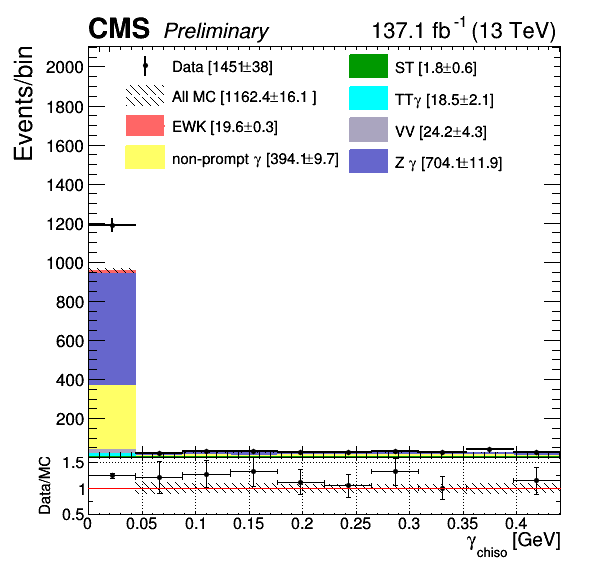 CMS Preliminary 137.1 fb⁻¹ (13 TeV)
Events/bin
2000
1800
1600
1400
1200
1000
800
600
400
200
Data [1451±38]
All MC [1162.4±16.1 ]
EWK [19.6±0.3]
non-prompt γ [394.1±9.7]
ST [1.8±0.6]
TTγ [18.5±2.1]
VV [24.2±4.3]
Z γ [704.1±11.9]
Data/MC
1.5
1
0.5
0 0.05 0.1 0.15 0.2 0.25 0.3 0.35 0.4
γchiso [GeV]